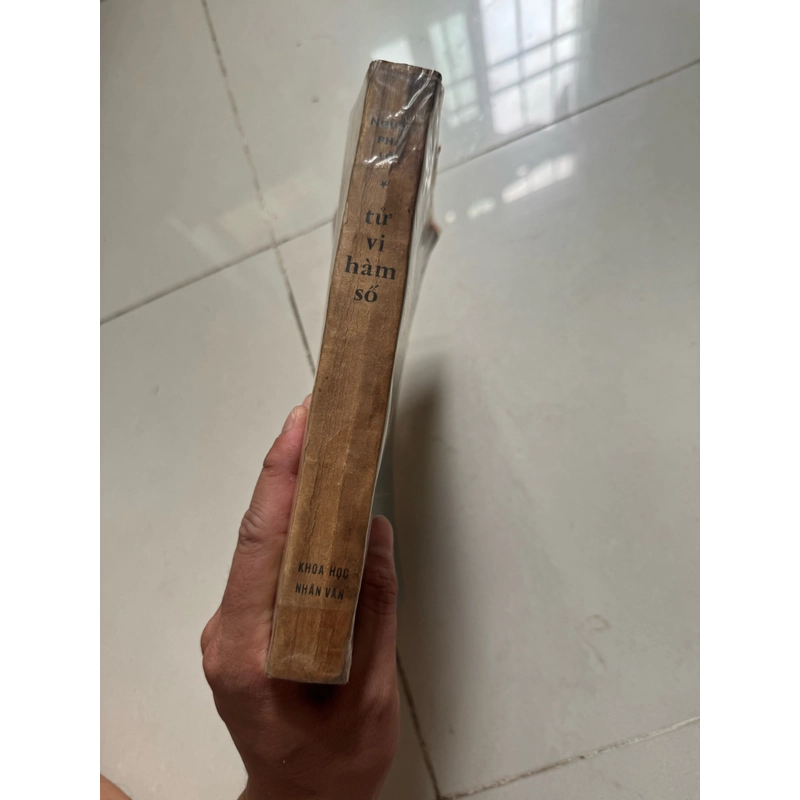 tử
vi
hàm
số
KHOA HỌC
NHÂN VĂN